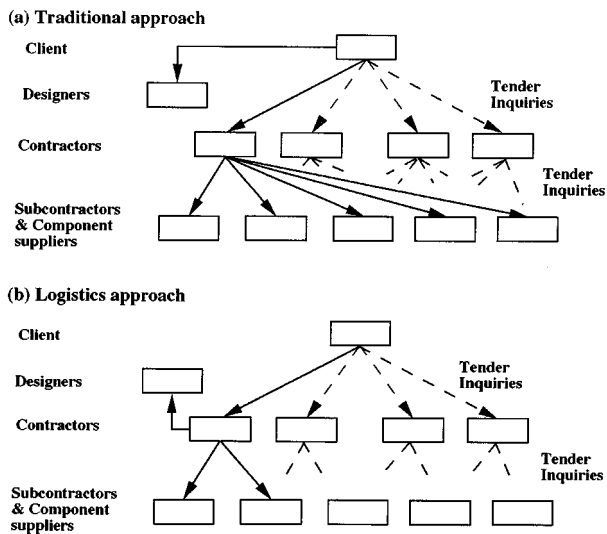 (a) Traditional approach
Client
Designers
Tender
Inquiries
Contractors
Tender
Inquiries
Subcontractors
& Component
suppliers
(b) Logistics approach
Client
Tender
Inquiries
Designers
Contractors
Tender
Inquiries
Subcontractors
& Component
suppliers